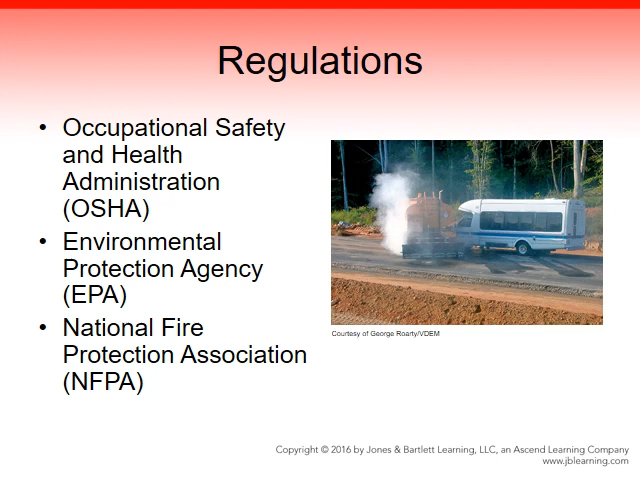 Regulations
• Occupational Safety
and Health
Administration
(OSHA)
• Environmental
Protection Agency
(EPA)
• National Fire
Protection Association
(NFPA)
Courtesy of George Roarty/VDEM
Copyright © 2016 by Jones & Bartlett Learning, LLC, an Ascend Learning Company
www.jblearning.com